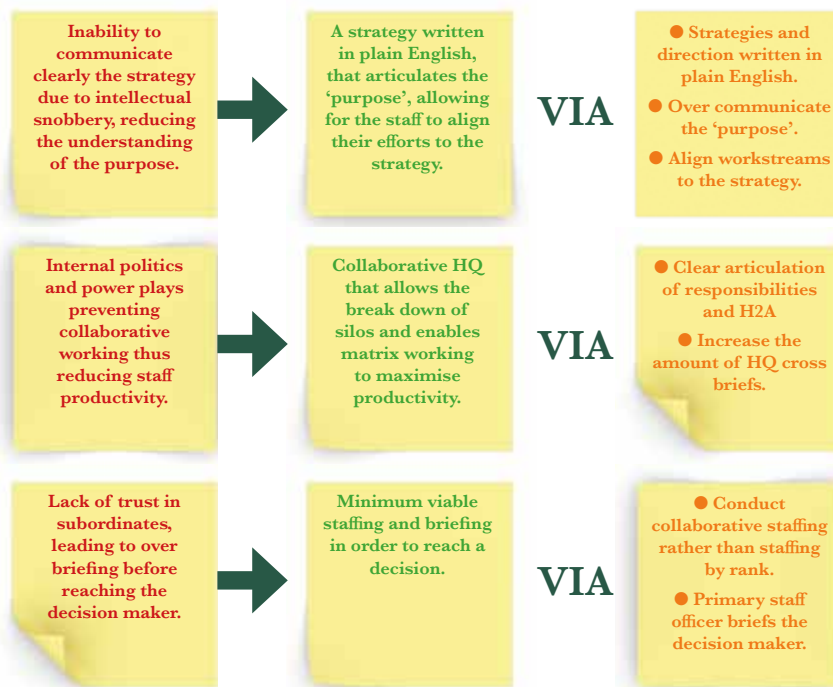 Inability to
communicate
clearly the strategy
due to intellectual
snobbery, reducing
the understanding
of the purpose.
A strategy written
in plain English,
that articulates the
‘purpose’, allowing
for the staff to align
their efforts to the
strategy.
VIA
● Strategies and
direction written in
plain English.
● Over communicate
the ‘purpose’.
● Align workstreams
to the strategy.
Internal politics
and power plays
preventing
collaborative
working thus
reducing staff
productivity.
Collaborative HQ
that allows the
break down of
silos and enables
matrix working
to maximise
productivity.
VIA
● Clear articulation
of responsibilities
and H2A
● Increase the
amount of HQ cross
briefs.
Lack of trust in
subordinates,
leading to over
briefing before
reaching the
decision maker.
Minimum viable
staffing and briefing
in order to reach a
decision.
VIA
● Conduct
collaborative staffing
rather than staffing
by rank.
● Primary staff
officer briefs the
decision maker.